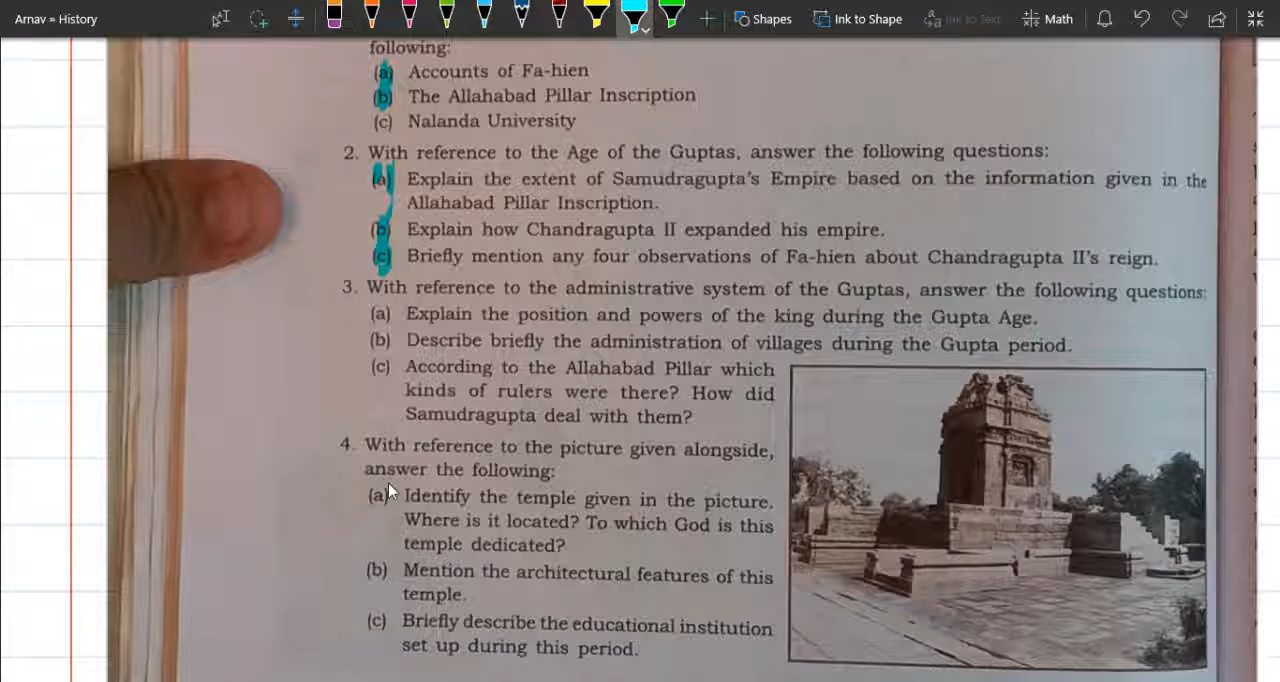 Arnav » History
Shapes
Ink to Shape
Ink to Text
Math
following:
(a) Accounts of Fa-hien
(b) The Allahabad Pillar Inscription
(c) Nalanda University
2. With reference to the Age of the Guptas, answer the following questions:
(a) Explain the extent of Samudragupta's Empire based on the information given in the
Allahabad Pillar Inscription.
(b) Explain how Chandragupta II expanded his empire.
(c) Briefly mention any four observations of Fa-hien about Chandragupta II's reign.
3. With reference to the administrative system of the Guptas, answer the following questions:
(a) Explain the position and powers of the king during the Gupta Age.
(b) Describe briefly the administration of villages during the Gupta period.
(c) According to the Allahabad Pillar which
kinds of rulers were there? How did
Samudragupta deal with them?
4. With reference to the picture given alongside,
answer the following:
(a) Identify the temple given in the picture.
Where is it located? To which God is this
temple dedicated?
(b) Mention the architectural features of this
temple.
(c) Briefly describe the educational institution
set up during this period.